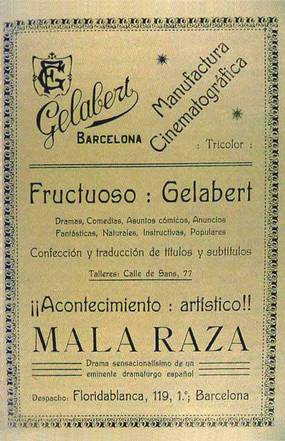 FG
Gelabert
BARCELONA
Manufactura
Cinematográfica
: Tricolor :
Fructuoso : Gelabert
Dramas, Comedias, Asuntos cómicos, Anuncios
Fantásticas, Naturales, Instructivas, Populares
Confección y traducción de títulos y subtítulos
Talleres: Calle de Sans, 77
¡¡Acontecimiento : artístico!!
MALA RAZA
Drama sensacionalísimo de un
eminente dramaturgo español
Despacho: Floridablanca, 119, 1.º; Barcelona